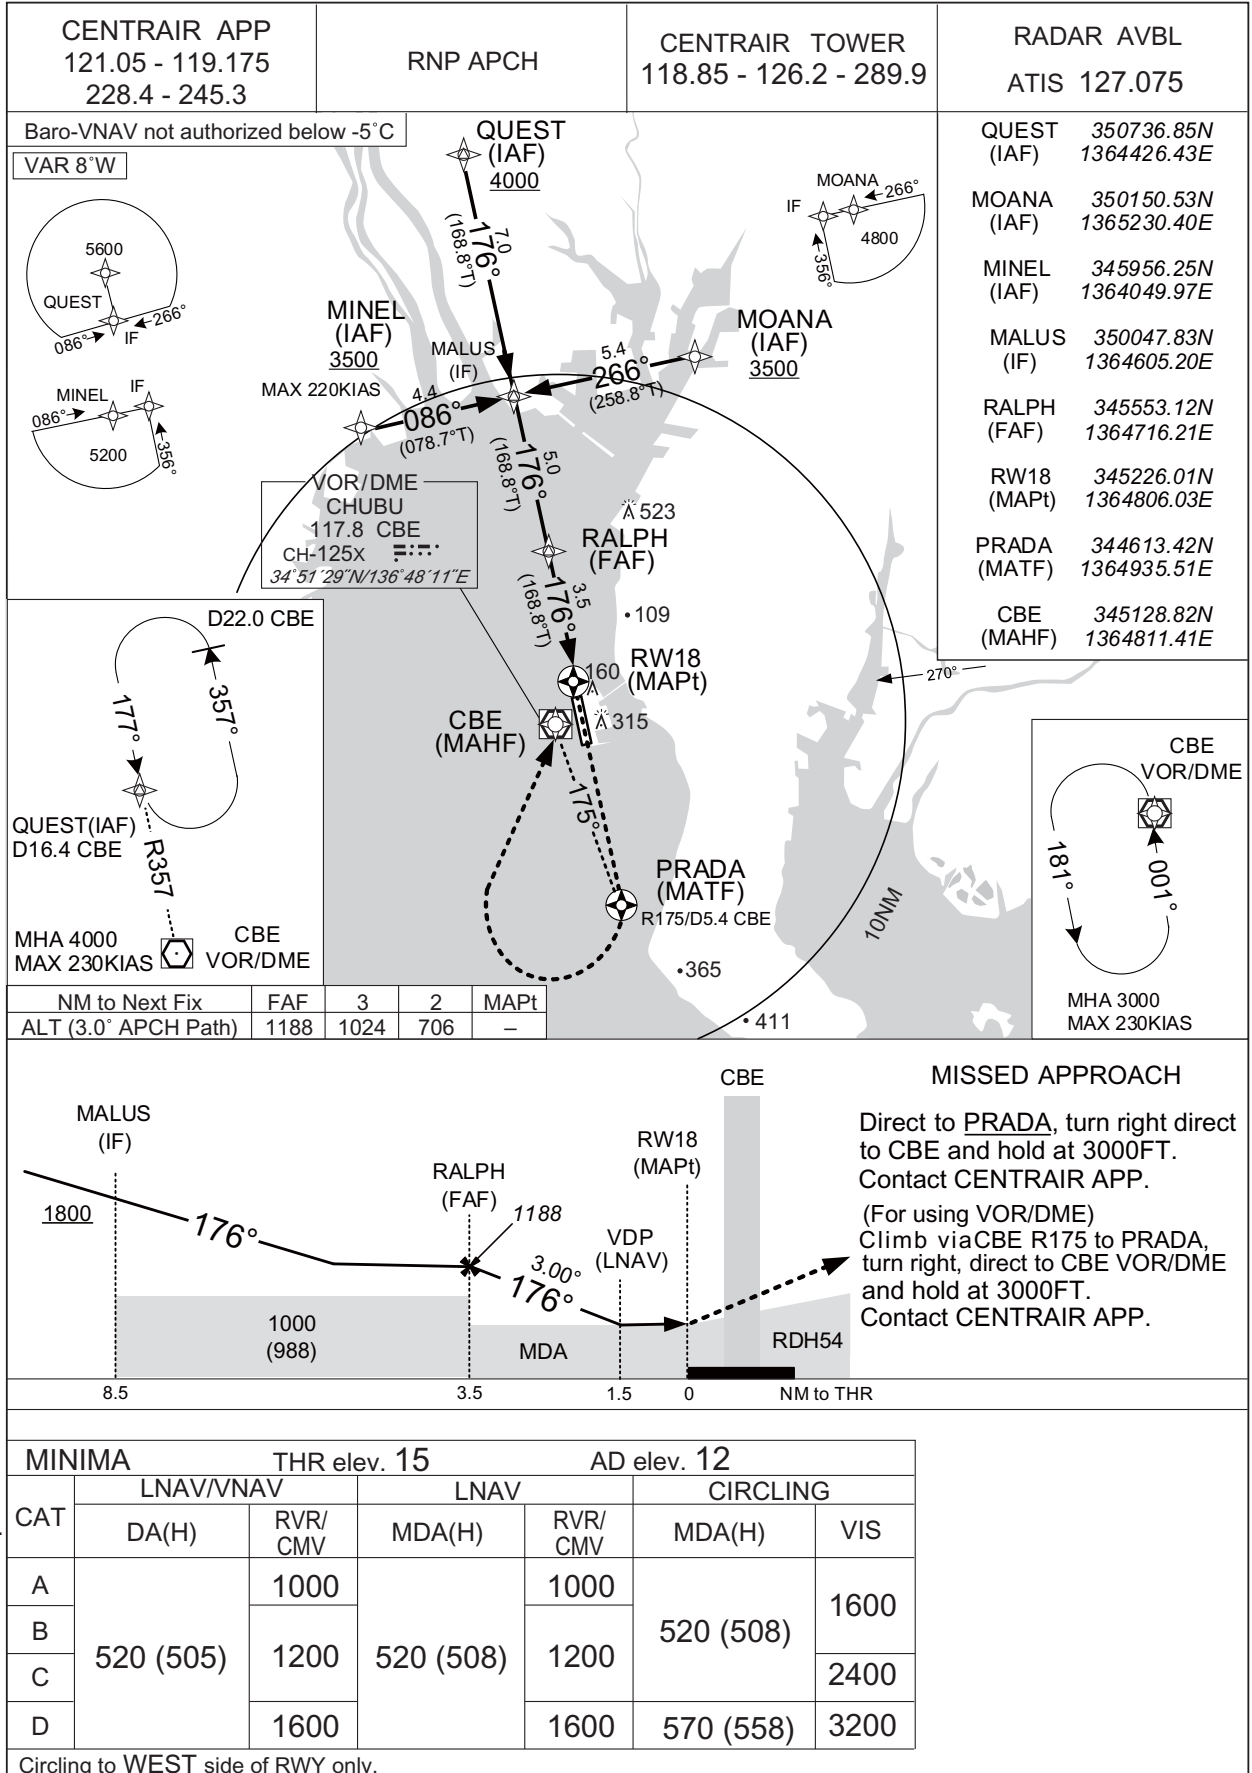 CENTRAIR APP
121.05 - 119.175
228.4 - 245.3
RNP APCH
CENTRAIR TOWER
118.85 - 126.2 - 289.9
RADAR AVBL
ATIS 127.075
Baro-VNAV not authorized below -5°C
VAR 8°W
5600
QUEST
086°
IF
266°
MINEL
IF
086°
5200
356°
QUEST
(IAF)
4000
7.0
176°
(168.8°T)
MINEL
(IAF)
3500
MAX 220KIAS
MALUS
(IF)
4.4
086°
(078.7°T)
MOANA
(IAF)
3500
5.4
266°
(258.8°T)
MOANA
266°
IF
4800
356°
5.0
176°
(168.8°T)
VOR/DME
CHUBU
117.8 CBE
CH-125X
34°51′29″N/136°48′11″E
523
RALPH
(FAF)
3.5
176°
(168.8°T)
109
RW18
(MAPt)
160
315
CBE
(MAHF)
175°
PRADA
(MATF)
R175/D5.4 CBE
365
411
10NM
270°
QUEST 350736.85N
(IAF) 1364426.43E
MOANA 350150.53N
(IAF) 1365230.40E
MINEL 345956.25N
(IAF) 1364049.97E
MALUS 350047.83N
(IF) 1364605.20E
RALPH 345553.12N
(FAF) 1364716.21E
RW18 345226.01N
(MAPt) 1364806.03E
PRADA 344613.42N
(MATF) 1364935.51E
CBE 345128.82N
(MAHF) 1364811.41E
D22.0 CBE
177°
357°
QUEST(IAF)
D16.4 CBE
R357
MHA 4000
MAX 230KIAS
CBE
VOR/DME
CBE
VOR/DME
181°
001°
MHA 3000
MAX 230KIAS
NM to Next Fix FAF 3 2 MAPt
ALT (3.0° APCH Path) 1188 1024 706 –
MALUS
(IF)
1800
176°
RALPH
(FAF)
1188
3.00°
176°
VDP
(LNAV)
RW18
(MAPt)
CBE
1000
(988)
MDA
RDH54
8.5 3.5 1.5 0 NM to THR
MISSED APPROACH
Direct to PRADA, turn right direct
to CBE and hold at 3000FT.
Contact CENTRAIR APP.
(For using VOR/DME)
Climb viaCBE R175 to PRADA,
turn right, direct to CBE VOR/DME
and hold at 3000FT.
Contact CENTRAIR APP.
MINIMA THR elev. 15 AD elev. 12
CAT LNAV/VNAV LNAV CIRCLING
DA(H) RVR/CMV MDA(H) RVR/CMV MDA(H) VIS
A 1000 1000
B 1600
520 (505) 1200 520 (508) 1200 520 (508)
C 2400
D 1600 1600 570 (558) 3200
Circling to WEST side of RWY only.